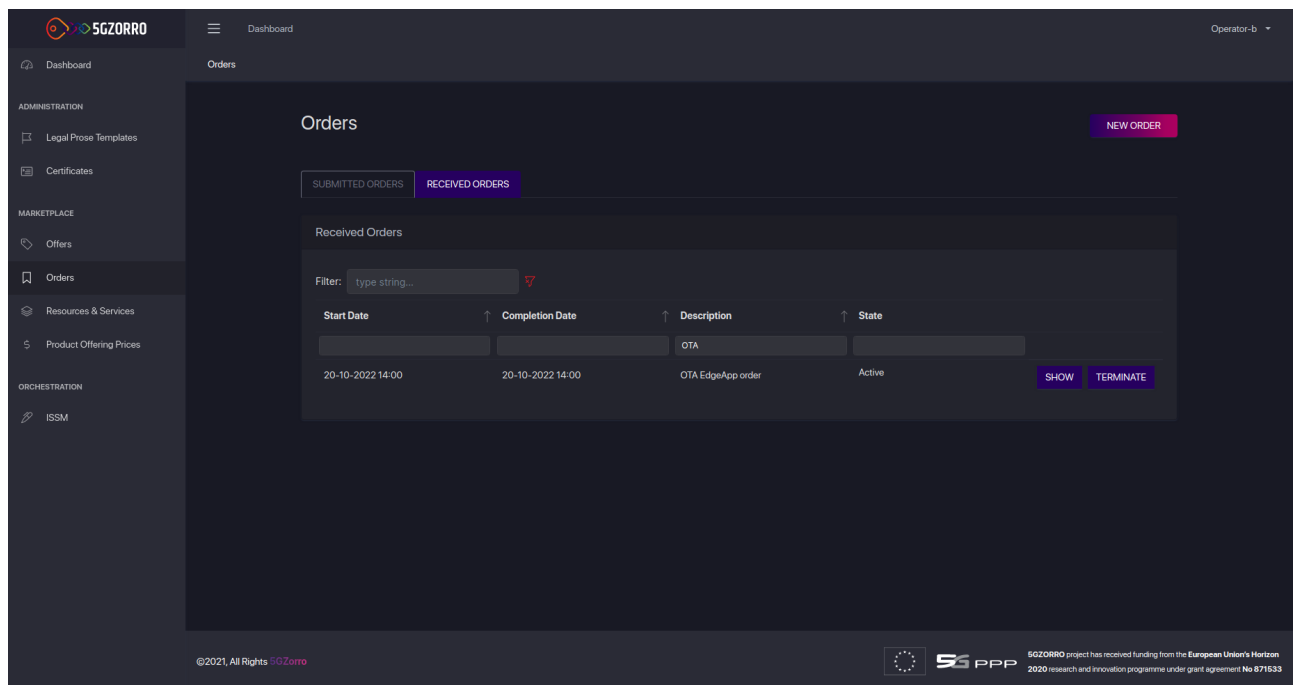 5GZORRO
Dashboard
Operator-b
Dashboard
Orders
ADMINISTRATION
Legal Prose Templates
Certificates
MARKETPLACE
Offers
Orders
Resources & Services
Product Offering Prices
ORCHESTRATION
ISSM
Orders
NEW ORDER
SUBMITTED ORDERS
RECEIVED ORDERS
Received Orders
Filter: type string...
Start Date Completion Date Description State
OTA
20-10-2022 14:00 20-10-2022 14:00 OTA EdgeApp order Active SHOW TERMINATE
©2021, All Rights 5GZorro
5G PPP
5GZORRO project has received funding from the European Union's Horizon
2020 research and innovation programme under grant agreement No 871533